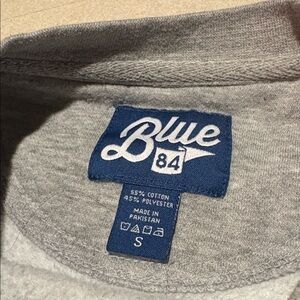 Blue
84
55% COTTON
45% POLYESTER
MADE IN
PAKISTAN
S